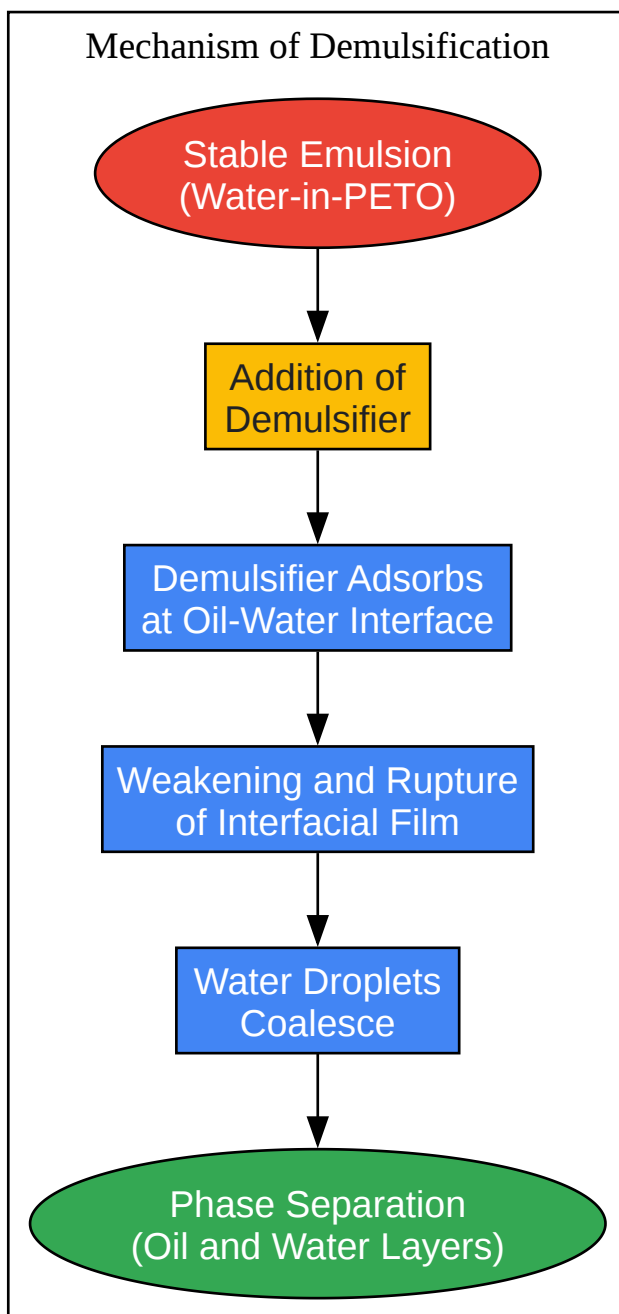 Mechanism of Demulsification
Stable Emulsion
(Water-in-PETO)
Addition of
Demulsifier
Demulsifier Adsorbs
at Oil-Water Interface
Weakening and Rupture
of Interfacial Film
Water Droplets
Coalesce
Phase Separation
(Oil and Water Layers)